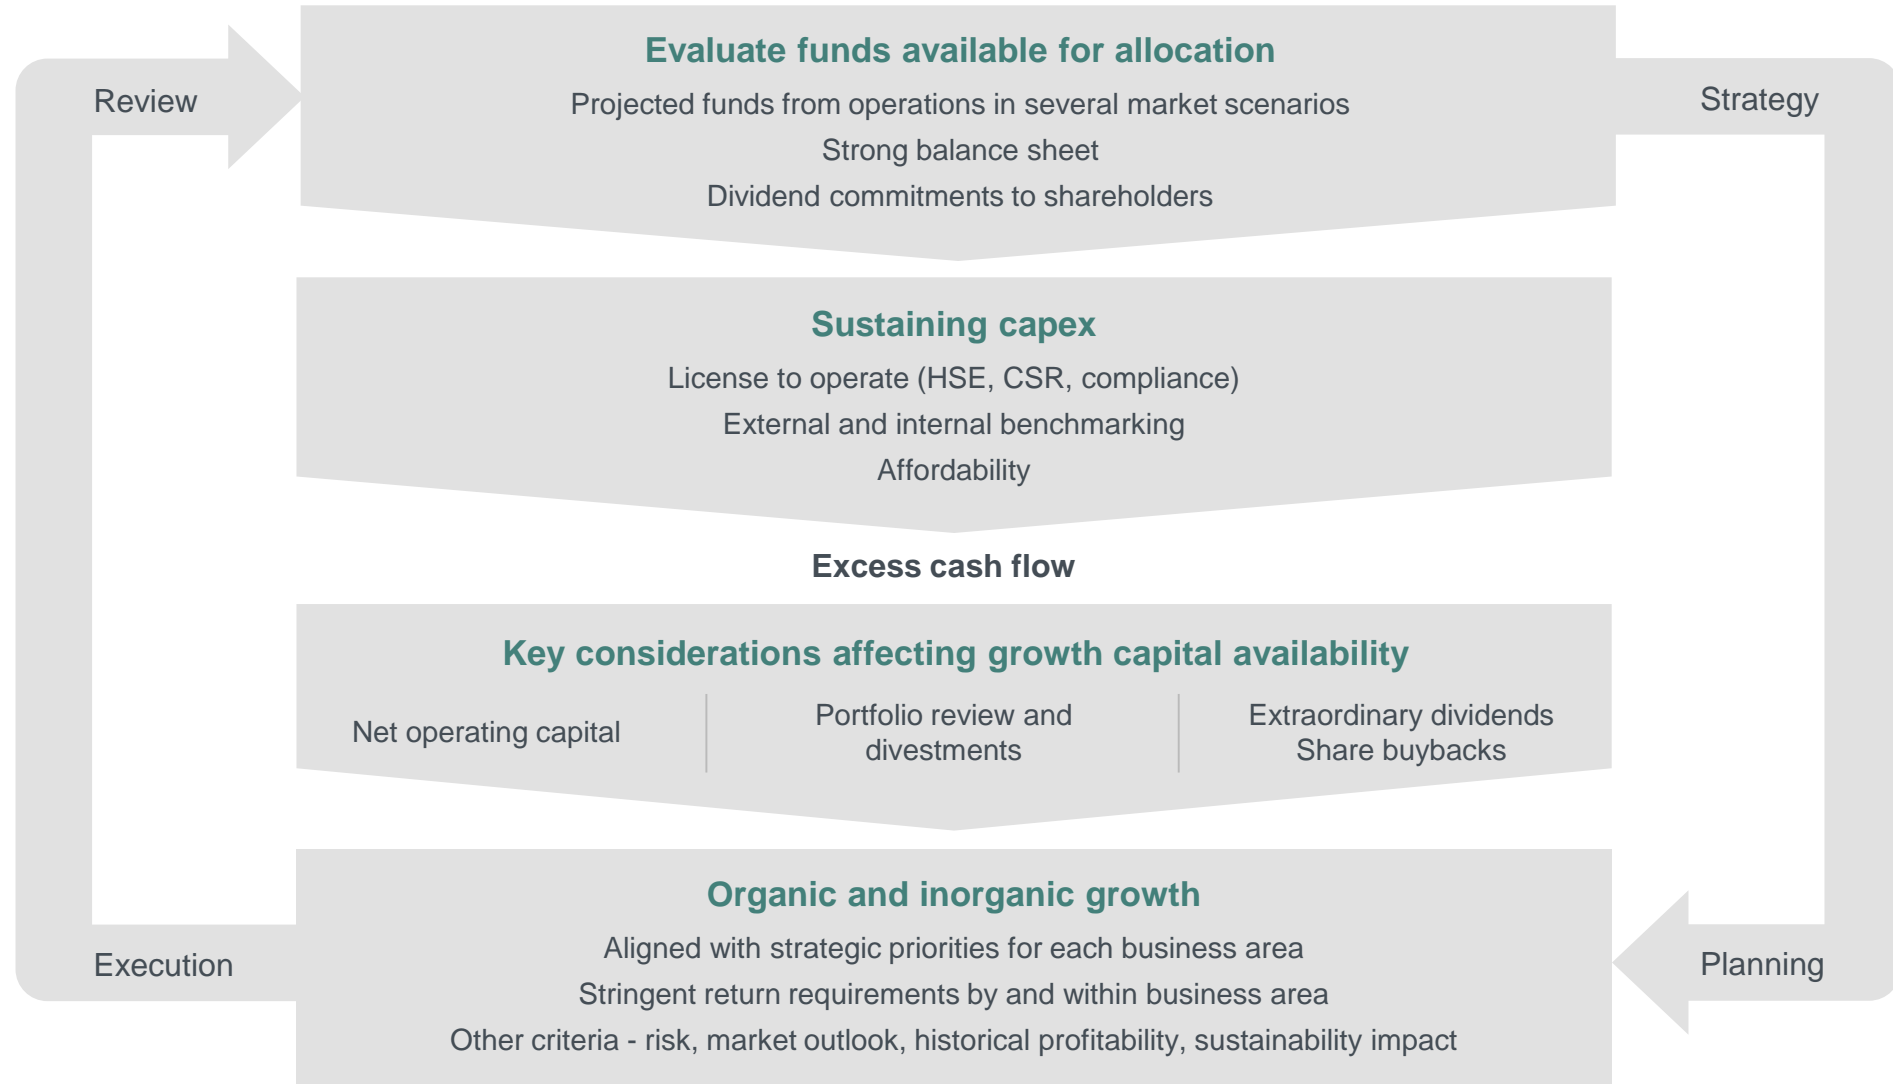 Evaluate funds available for allocation
Review
Strategy
Projected funds from operations in several market scenarios
Strong balance sheet
Dividend commitments to shareholders
Sustaining capex
License to operate (HSE, CSR, compliance)
External and internal benchmarking
Affordability
Excess cash flow
Key considerations affecting growth capital availability
Net operating capital
Portfolio review and
divestments
Extraordinary dividends
Share buybacks
Organic and inorganic growth
Aligned with strategic priorities for each business area
Execution
Planning
Stringent return requirements by and within business area
Other criteria - risk, market outlook, historical profitability, sustainability impact